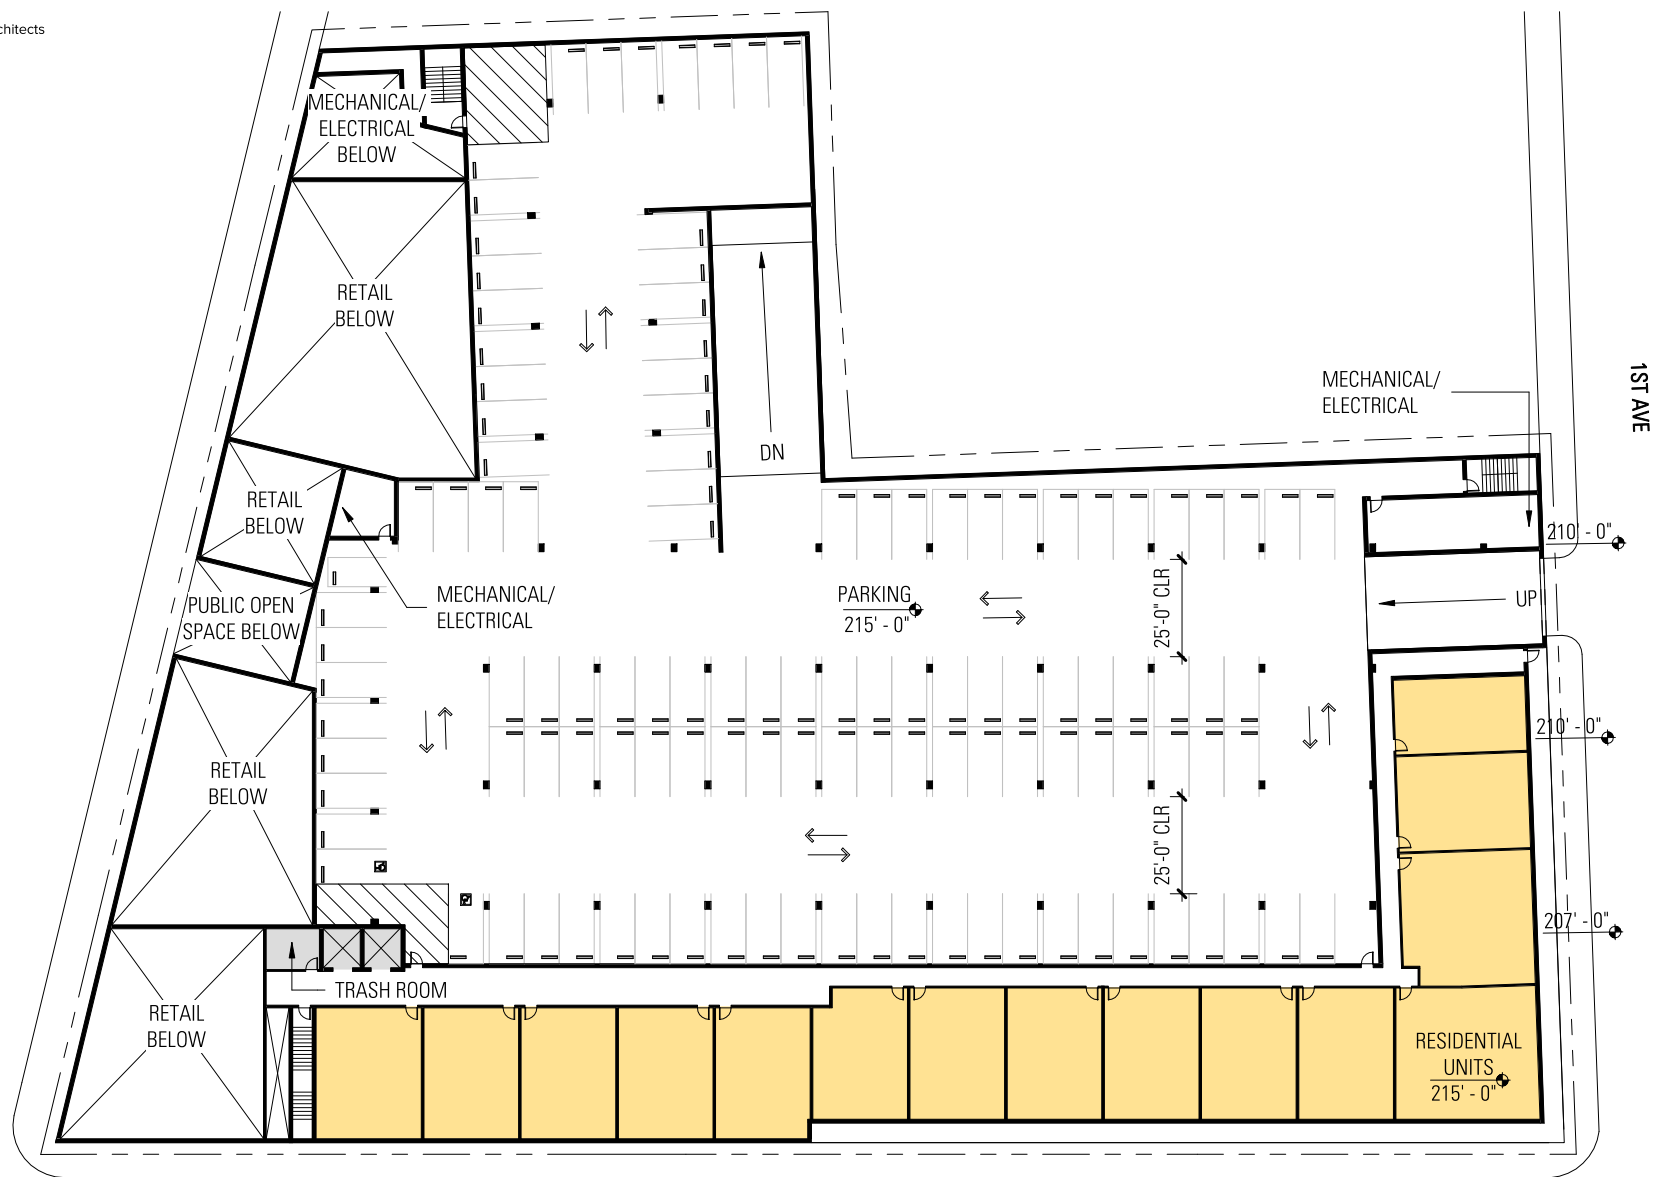 chitects
MECHANICAL/
ELECTRICAL
BELOW
RETAIL
BELOW
1ST AVE
MECHANICAL/
ELECTRICAL
DN
RETAIL
BELOW
210' - 0"
MECHANICAL/
ELECTRICAL
PARKING
215' - 0"
25'-0" CLR
UP
PUBLIC OPEN
SPACE BELOW
210' - 0"
RETAIL
BELOW
25'-0" CLR
207' - 0"
TRASH ROOM
RETAIL
BELOW
RESIDENTIAL
UNITS
215' - 0"